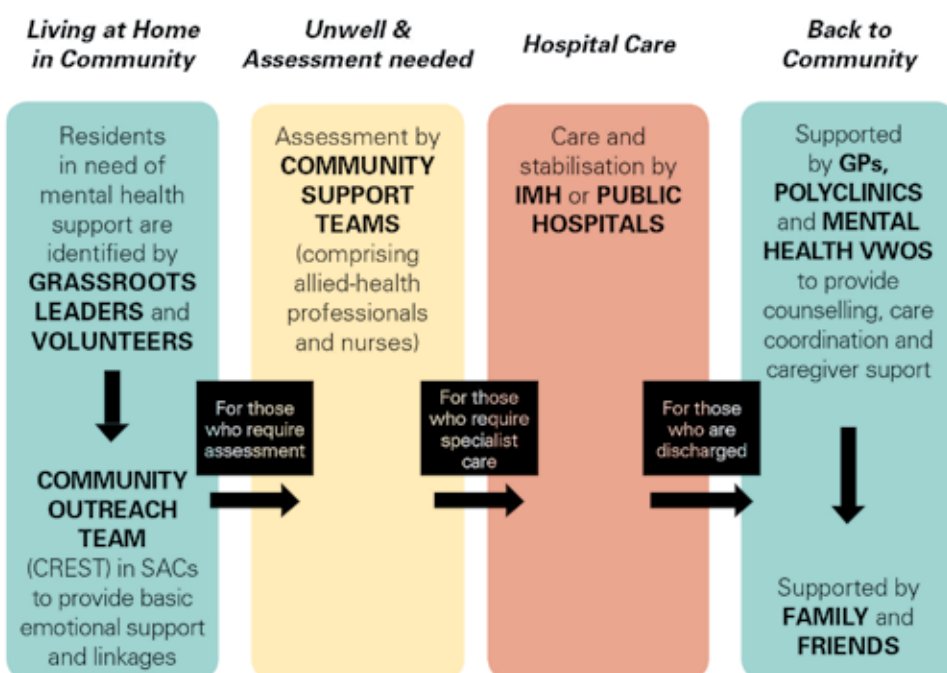 Living at Home
in Community
Residents
in need of
mental health
support are
identified by
GRASSROOTS
LEADERS and
VOLUNTEERS
COMMUNITY
OUTREACH
TEAM
(CREST) in SACs
to provide basic
emotional support
and linkages
For those
who require
assessment
Unwell &
Assessment needed
Assessment by
COMMUNITY
SUPPORT
TEAMS
(comprising
allied-health
professionals
and nurses)
For those
who require
specialist
care
Hospital Care
Care and
stabilisation by
IMH or PUBLIC
HOSPITALS
For those
who are
discharged
Back to
Community
Supported
by GPs,
POLYCLINICS
and MENTAL
HEALTH VWOS
to provide
counselling, care
coordination and
caregiver suport
Supported by
FAMILY and
FRIENDS